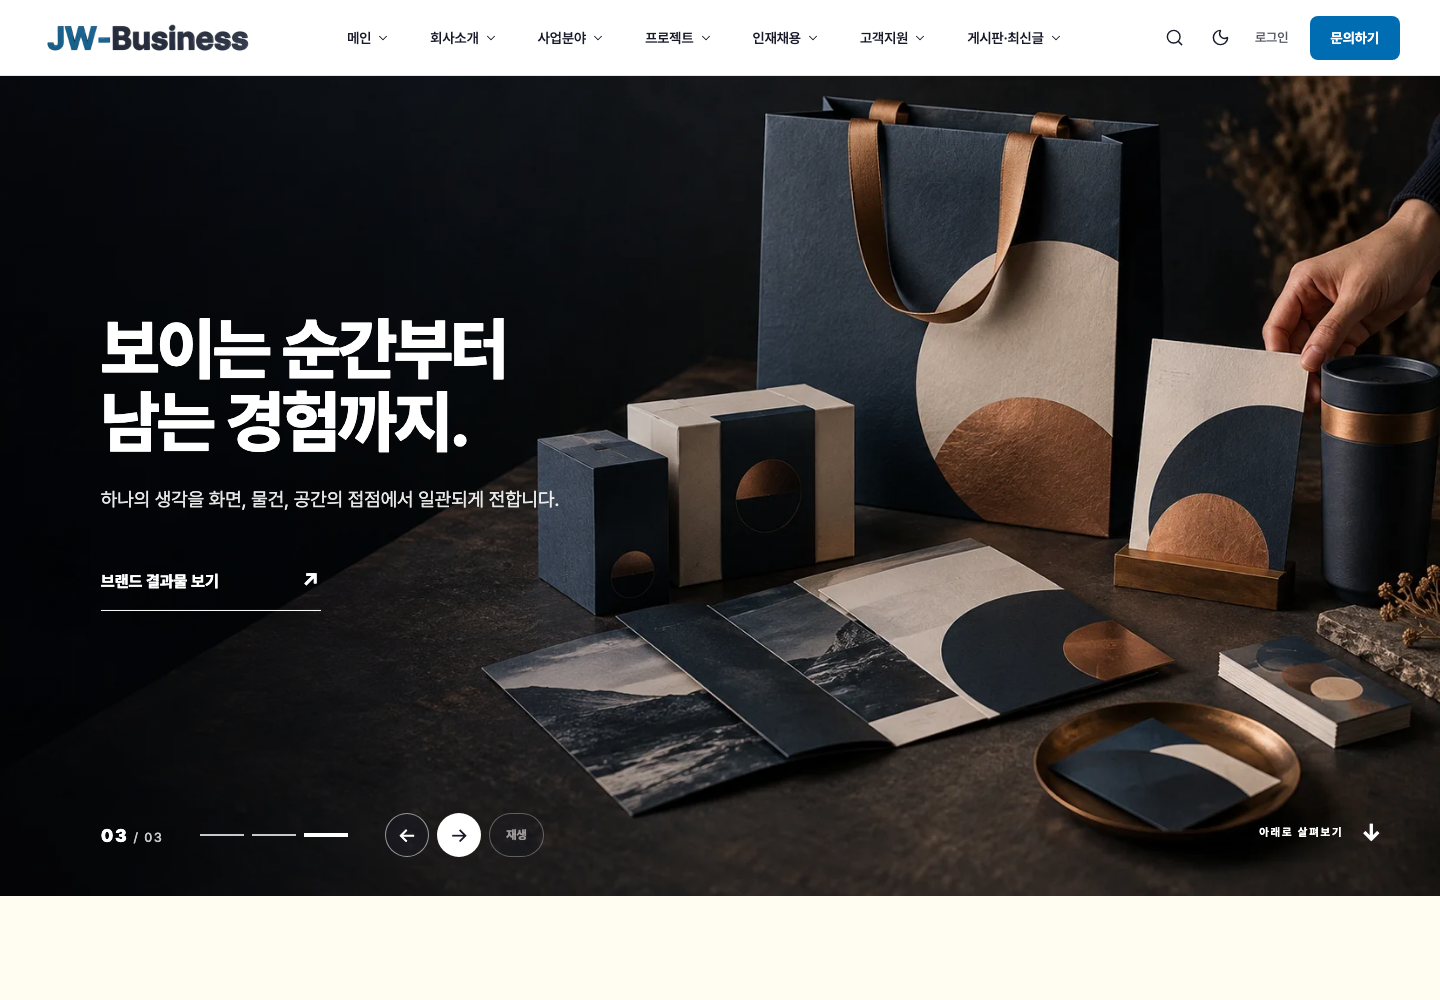 JW-Business
메인
회사소개
사업분야
프로젝트
인재채용
고객지원
게시판·최신글
로그인
문의하기
보이는 순간부터
남는 경험까지.
하나의 생각을 화면, 물건, 공간의 접점에서 일관되게 전합니다.
브랜드 결과물 보기
03 / 03
재생
아래로 살펴보기